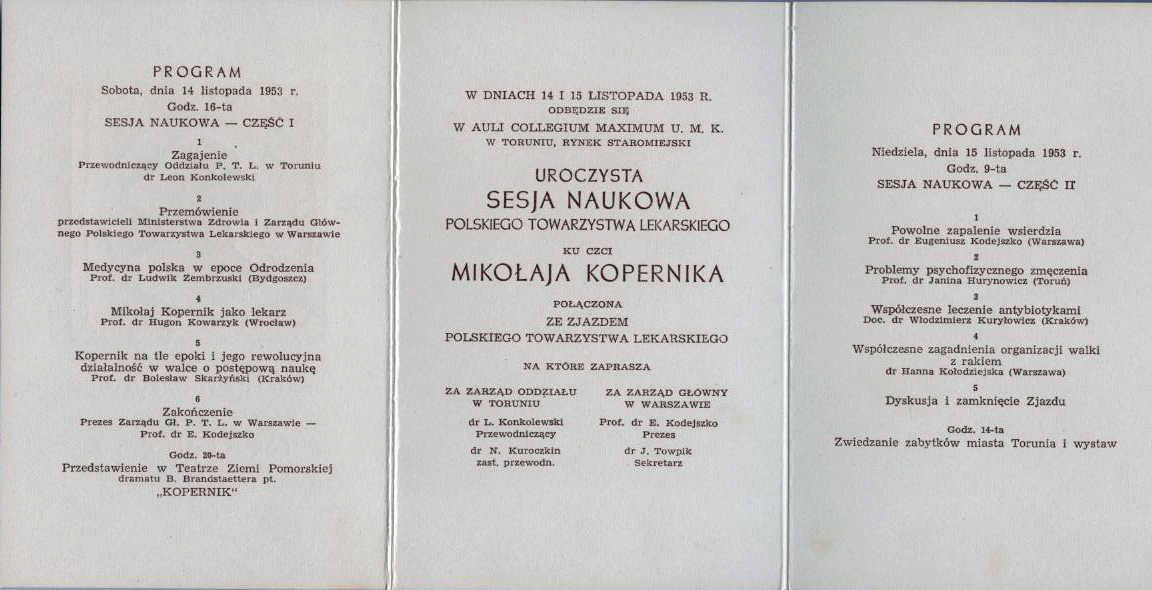 PROGRAM
Sobota, dnia 14 listopada 1953 r.
Godz. 16-ta
SESJA NAUKOWA — CZĘŚĆ I
1
Zagajenie
Przewodniczący Oddziału P. T. L. w Toruniu
dr Leon Konkolewski
2
Przemówienie
przedstawicieli Ministerstwa Zdrowia i Zarządu Głów-
nego Polskiego Towarzystwa Lekarskiego w Warszawie
3
Medycyna polska w epoce Odrodzenia
Prof. dr Ludwik Zembrzuski (Bydgoszcz)
4
Mikołaj Kopernik jako lekarz
Prof. dr Hugon Kowarzyk (Wrocław)
5
Kopernik na tle epoki i jego rewolucyjna
działalność w walce o postępową naukę
Prof. dr Bolesław Skarżyński (Kraków)
6
Zakończenie
Prezes Zarządu Gł. P. T. L. w Warszawie —
Prof. dr E. Kodejszko
Godz. 20-ta
Przedstawienie w Teatrze Ziemi Pomorskiej
dramatu B. Brandstaettera pt.
„KOPERNIK“
W DNIACH 14 I 15 LISTOPADA 1953 R.
ODBĘDZIE SIĘ
W AULI COLLEGIUM MAXIMUM U. M. K.
W TORUNIU, RYNEK STAROMIEJSKI
UROCZYSTA
SESJA NAUKOWA
POLSKIEGO TOWARZYSTWA LEKARSKIEGO
KU CZCI
MIKOŁAJA KOPERNIKA
POŁĄCZONA
ZE ZJAZDEM
POLSKIEGO TOWARZYSTWA LEKARSKIEGO
NA KTÓRE ZAPRASZA
ZA ZARZĄD ODDZIAŁU
W TORUNIU
dr L. Konkolewski
Przewodniczący
dr N. Kuroczkin
zast. przewodn.
ZA ZARZĄD GŁÓWNY
W WARSZAWIE
Prof. dr E. Kodejszko
Prezes
dr J. Towpik
Sekretarz
PROGRAM
Niedziela, dnia 15 listopada 1953 r.
Godz. 9-ta
SESJA NAUKOWA — CZĘŚĆ II
1
Powolne zapalenie wsierdzia
Prof. dr Eugeniusz Kodejszko (Warszawa)
2
Problemy psychofizycznego zmęczenia
Prof. dr Janina Hurynowicz (Toruń)
3
Współczesne leczenie antybiotykami
Doc. dr Włodzimierz Kuryłowicz (Kraków)
4
Współczesne zagadnienia organizacji walki
z rakiem
dr Hanna Kołodziejska (Warszawa)
5
Dyskusja i zamknięcie Zjazdu
Godz. 14-ta
Zwiedzanie zabytków miasta Torunia i wystaw